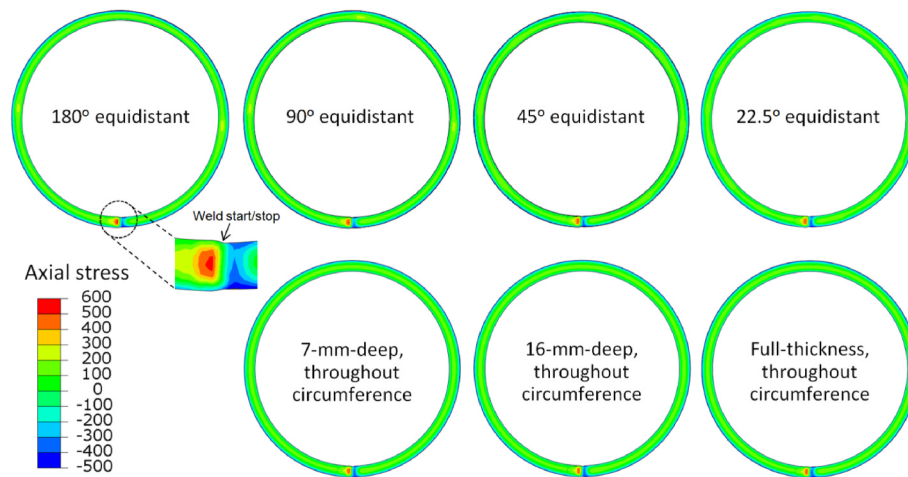 180° equidistant
90° equidistant
45° equidistant
22.5° equidistant
Weld start/stop
Axial stress
600
500
400
300
200
100
0
-100
-200
-300
-400
-500
7-mm-deep,
throughout
circumference
16-mm-deep,
throughout
circumference
Full-thickness,
throughout
circumference